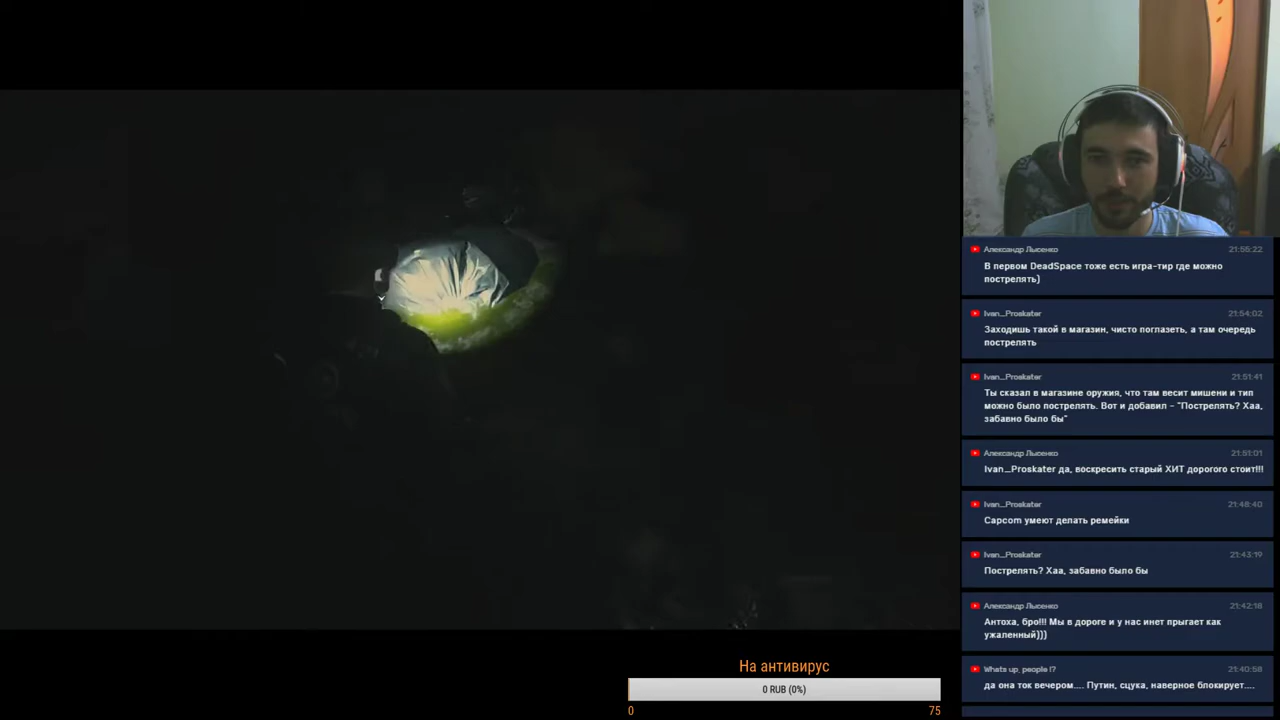 Александр Лысенко 21:55:22
В первом DeadSpace тоже есть игра-тир где можно
пострелять)
Ivan_Proskater 21:54:02
Заходишь такой в магазин, чисто поглазеть, а там очередь
пострелять
Ivan_Proskater 21:51:41
Ты сказал в магазине оружия, что там весит мишени и тип
можно было пострелять. Вот и добавил - "Пострелять? Хаа,
забавно было бы"
Александр Лысенко 21:51:01
Ivan_Proskater да, воскресить старый ХИТ дорогого стоит!!!
Ivan_Proskater 21:48:40
Capcom умеют делать ремейки
Ivan_Proskater 21:43:19
Пострелять? Хаа, забавно было бы
Александр Лысенко 21:42:18
Антоха, бро!!! Мы в дороге и у нас инет прыгает как
ужаленный)))
Whats up, people !? 21:40:58
да она ток вечером.... Путин, сцука, наверное блокирует....
На антивирус
0 RUB (0%)
0 75